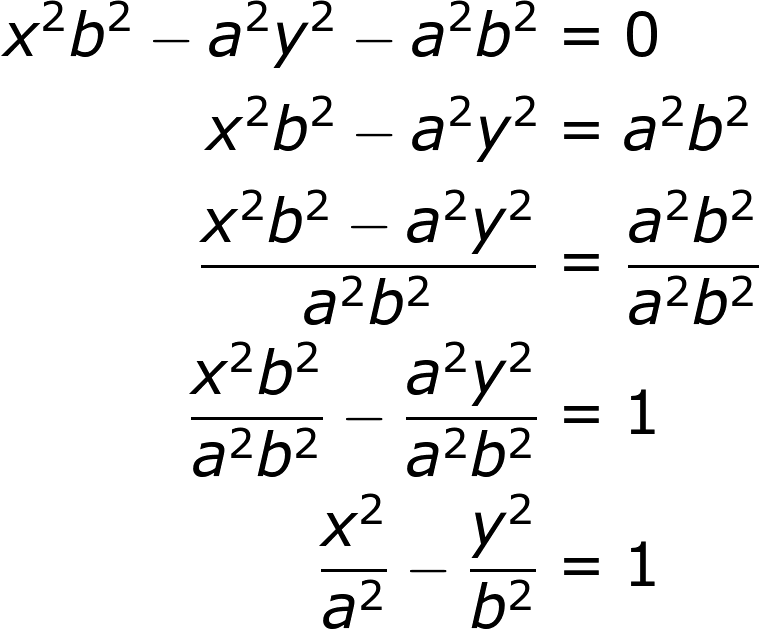 x²b² − a²y² − a²b² = 0
x²b² − a²y² = a²b²
(x²b² − a²y²)/(a²b²) = (a²b²)/(a²b²)
(x²b²)/(a²b²) − (a²y²)/(a²b²) = 1
x²/a² − y²/b² = 1